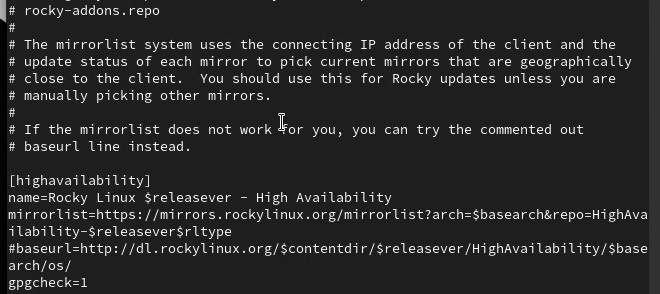 # rocky-addons.repo
#
# The mirrorlist system uses the connecting IP address of the client and the
# update status of each mirror to pick current mirrors that are geographically
# close to the client.  You should use this for Rocky updates unless you are
# manually picking other mirrors.
#
# If the mirrorlist does not work for you, you can try the commented out
# baseurl line instead.

[highavailability]
name=Rocky Linux $releasever - High Availability
mirrorlist=https://mirrors.rockylinux.org/mirrorlist?arch=$basearch&repo=HighAva
ilability-$releasever$rltype
#baseurl=http://dl.rockylinux.org/$contentdir/$releasever/HighAvailability/$base
arch/os/
gpgcheck=1